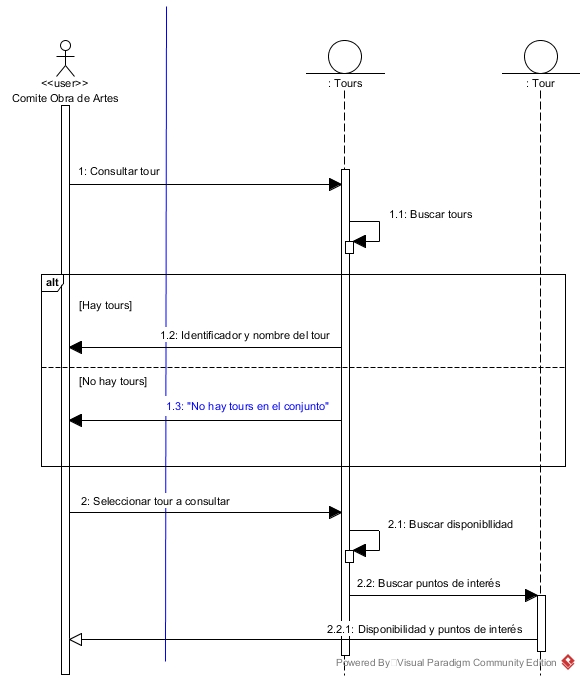 <<user>>
Comite Obra de Artes
: Tours
: Tour
1: Consultar tour
1.1: Buscar tours
alt
[Hay tours]
1.2: Identificador y nombre del tour
[No hay tours]
1.3: "No hay tours en el conjunto"
2: Seleccionar tour a consultar
2.1: Buscar disponibllidad
2.2: Buscar puntos de interés
2.2.1: Disponibilidad y puntos de interés
Powered By Visual Paradigm Community Edition